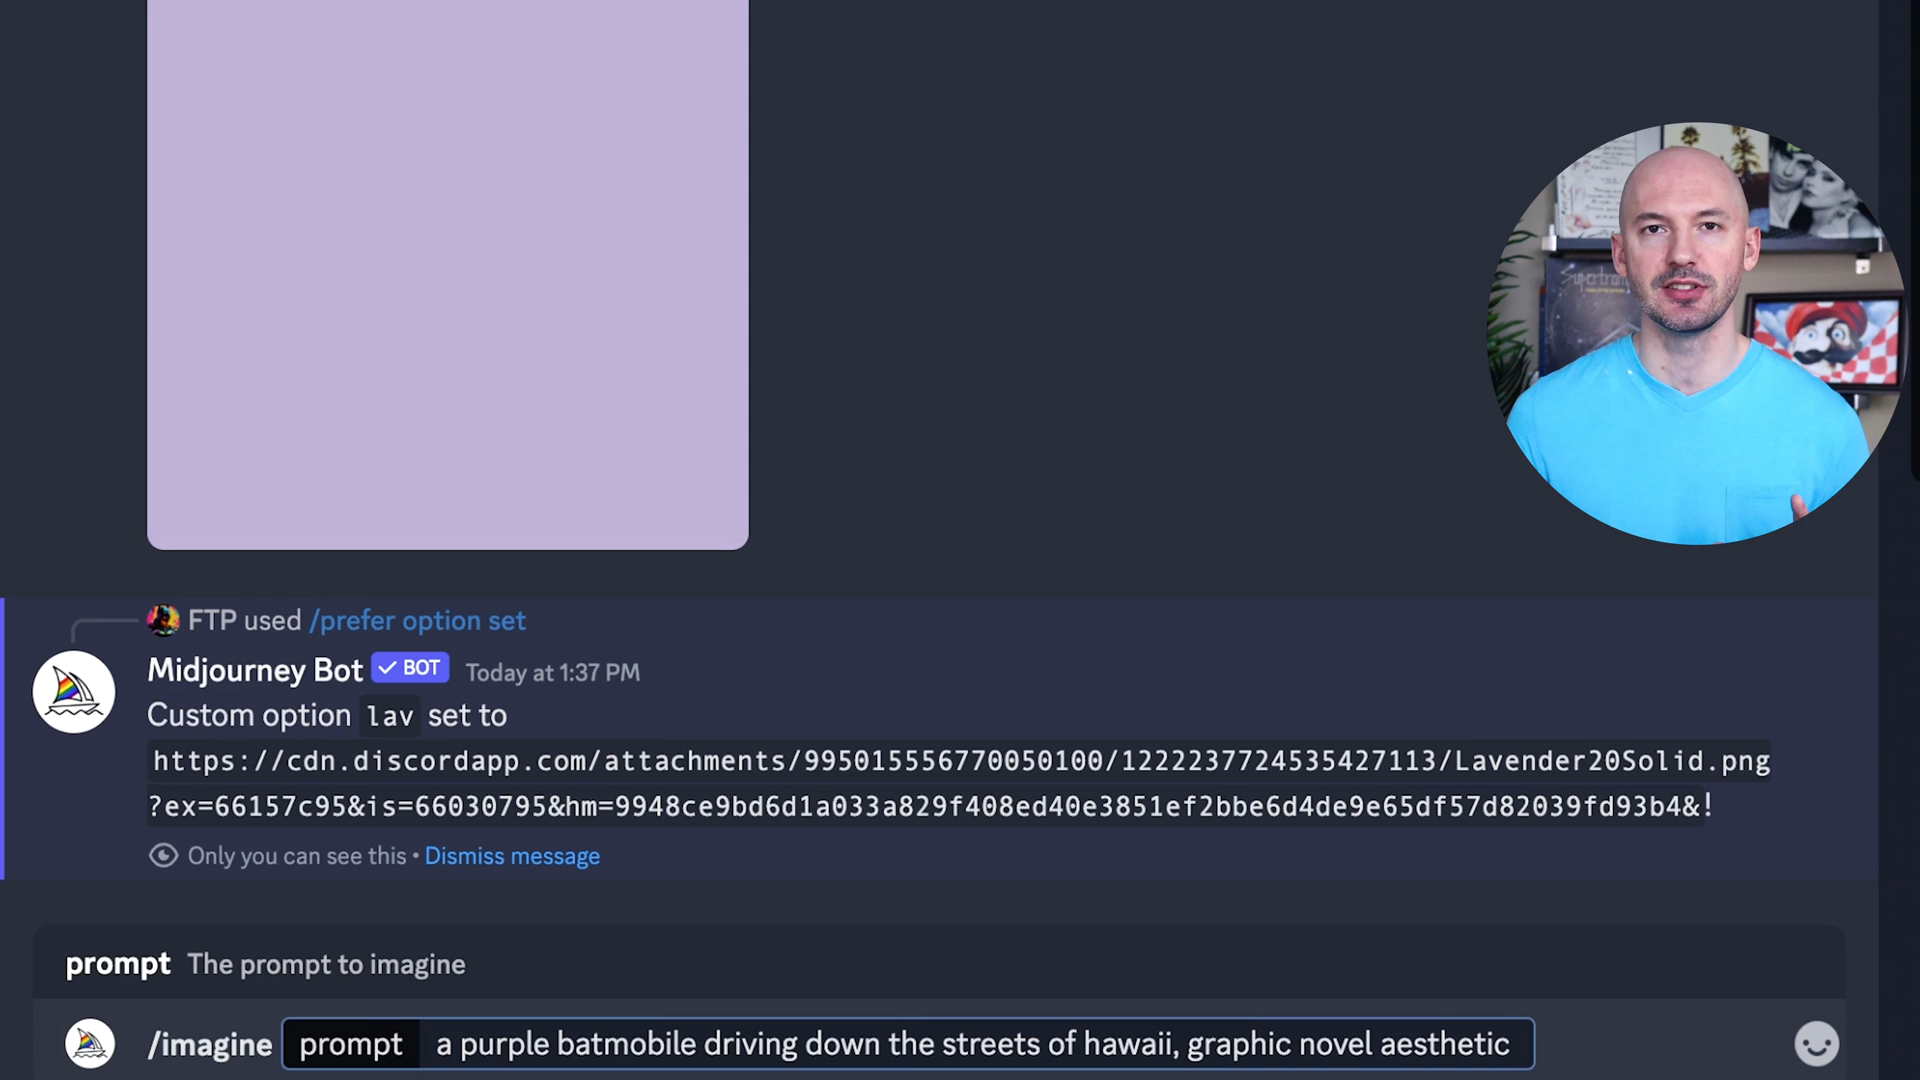 Supertramp
FTP used /prefer option set
Midjourney Bot ✓ BOT Today at 1:37 PM
Custom option lav set to
https://cdn.discordapp.com/attachments/995015556770050100/1222237724535427113/Lavender20Solid.png
?ex=66157c95&is=66030795&hm=9948ce9bd6d1a033a829f408ed40e3851ef2bbe6d4de9e65df57d82039fd93b4&!
Only you can see this • Dismiss message
prompt The prompt to imagine
/imagine prompt a purple batmobile driving down the streets of hawaii, graphic novel aesthetic